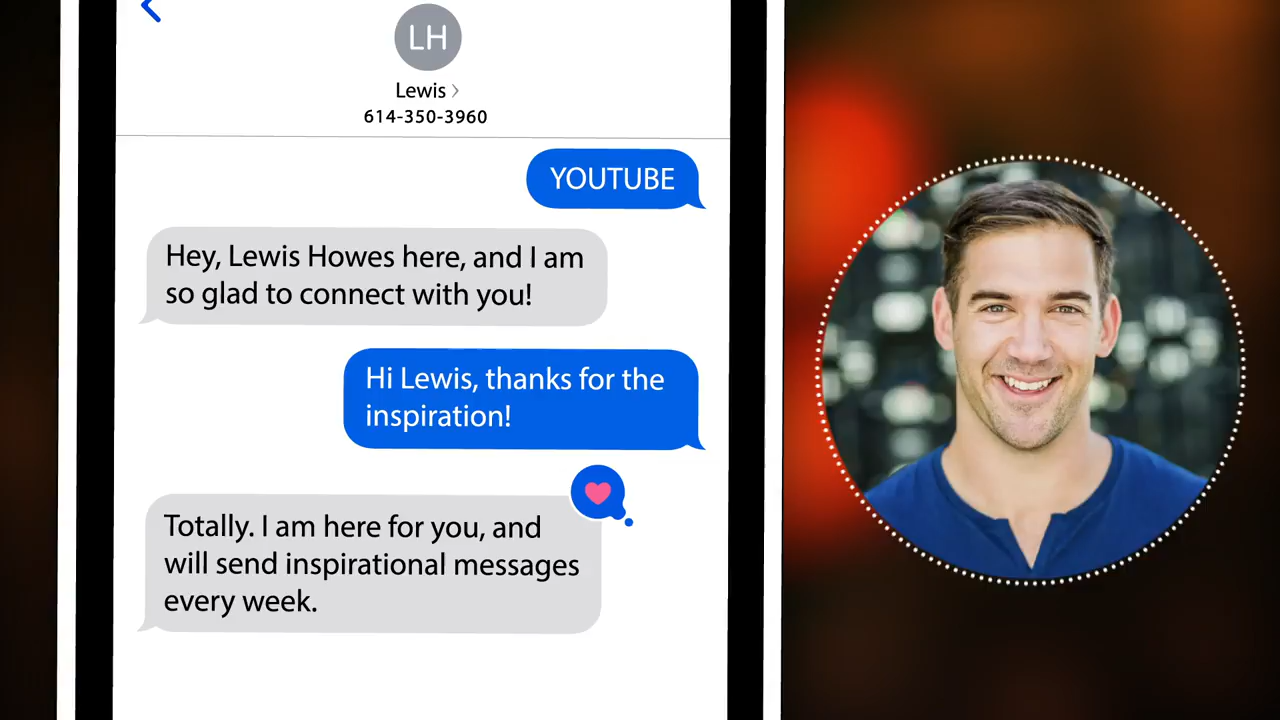 LH
Lewis >
614-350-3960
YOUTUBE
Hey, Lewis Howes here, and I am
so glad to connect with you!
Hi Lewis, thanks for the
inspiration!
Totally. I am here for you, and
will send inspirational messages
every week.